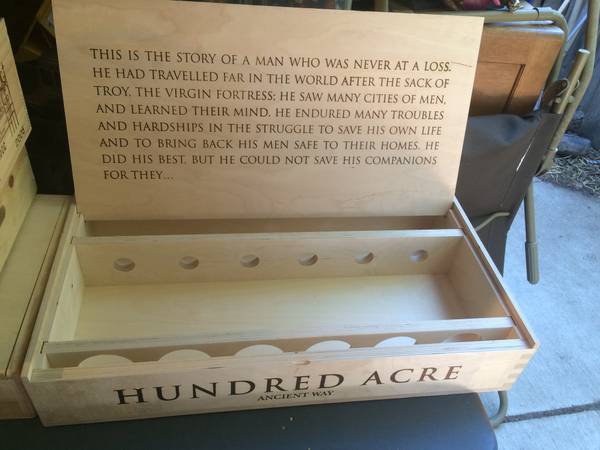 THIS IS THE STORY OF A MAN WHO WAS NEVER AT A LOSS.
HE HAD TRAVELLED FAR IN THE WORLD AFTER THE SACK OF
TROY, THE VIRGIN FORTRESS; HE SAW MANY CITIES OF MEN,
AND LEARNED THEIR MIND. HE ENDURED MANY TROUBLES
AND HARDSHIPS IN THE STRUGGLE TO SAVE HIS OWN LIFE
AND TO BRING BACK HIS MEN SAFE TO THEIR HOMES. HE
DID HIS BEST, BUT HE COULD NOT SAVE HIS COMPANIONS
FOR THEY...
HUNDRED ACRE
ANCIENT WAY